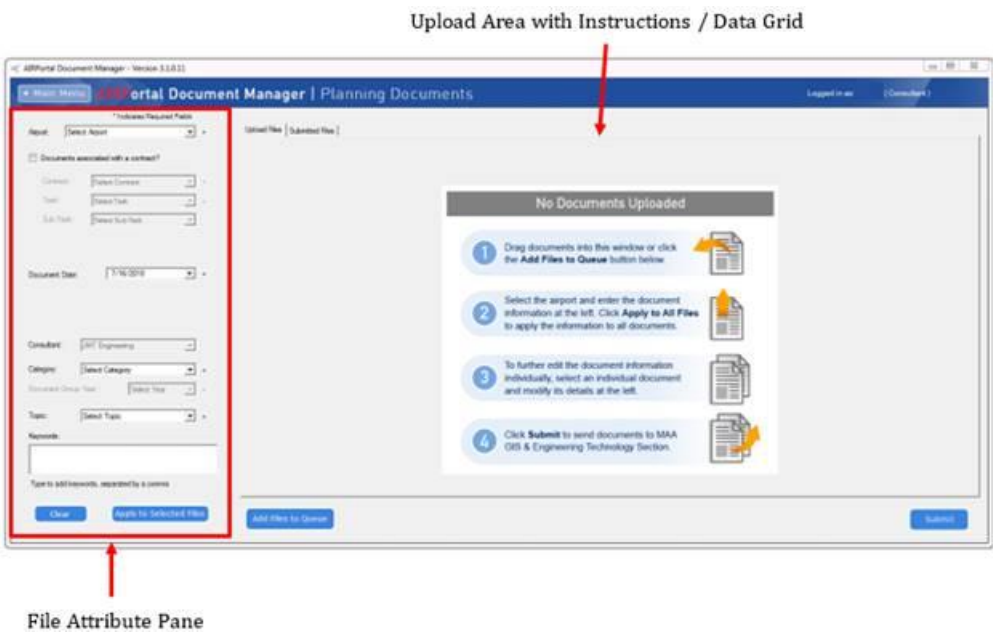 Upload Area with Instructions / Data Grid
AIRPortal Document Manager - Version 3.1.0.11
Main Menu
AIRPortal Document Manager | Planning Documents
Logged in as:
(Consultant)
* Indicates Required Fields
Airport: Select Airport *
Documents associated with a contract?
Contract: Select Contract *
Task: Select Task *
Sub Task: Select Sub Task
Document Date: 7/16/2018 *
Consultant: Engineering
Category: Select Category *
Document Group Year: Select Year *
Topic: Select Topic *
Keywords:
Type to add keywords, separated by a comma
Clear
Apply to Selected Files
Upload Files
Submitted Files
No Documents Uploaded
1
Drag documents into this window or click
the Add Files to Queue button below.
2
Select the airport and enter the document
information at the left. Click Apply to All Files
to apply the information to all documents.
3
To further edit the document information
individually, select an individual document
and modify its details at the left.
4
Click Submit to send documents to MAA
GIS & Engineering Technology Section.
Add Files to Queue
Submit
File Attribute Pane